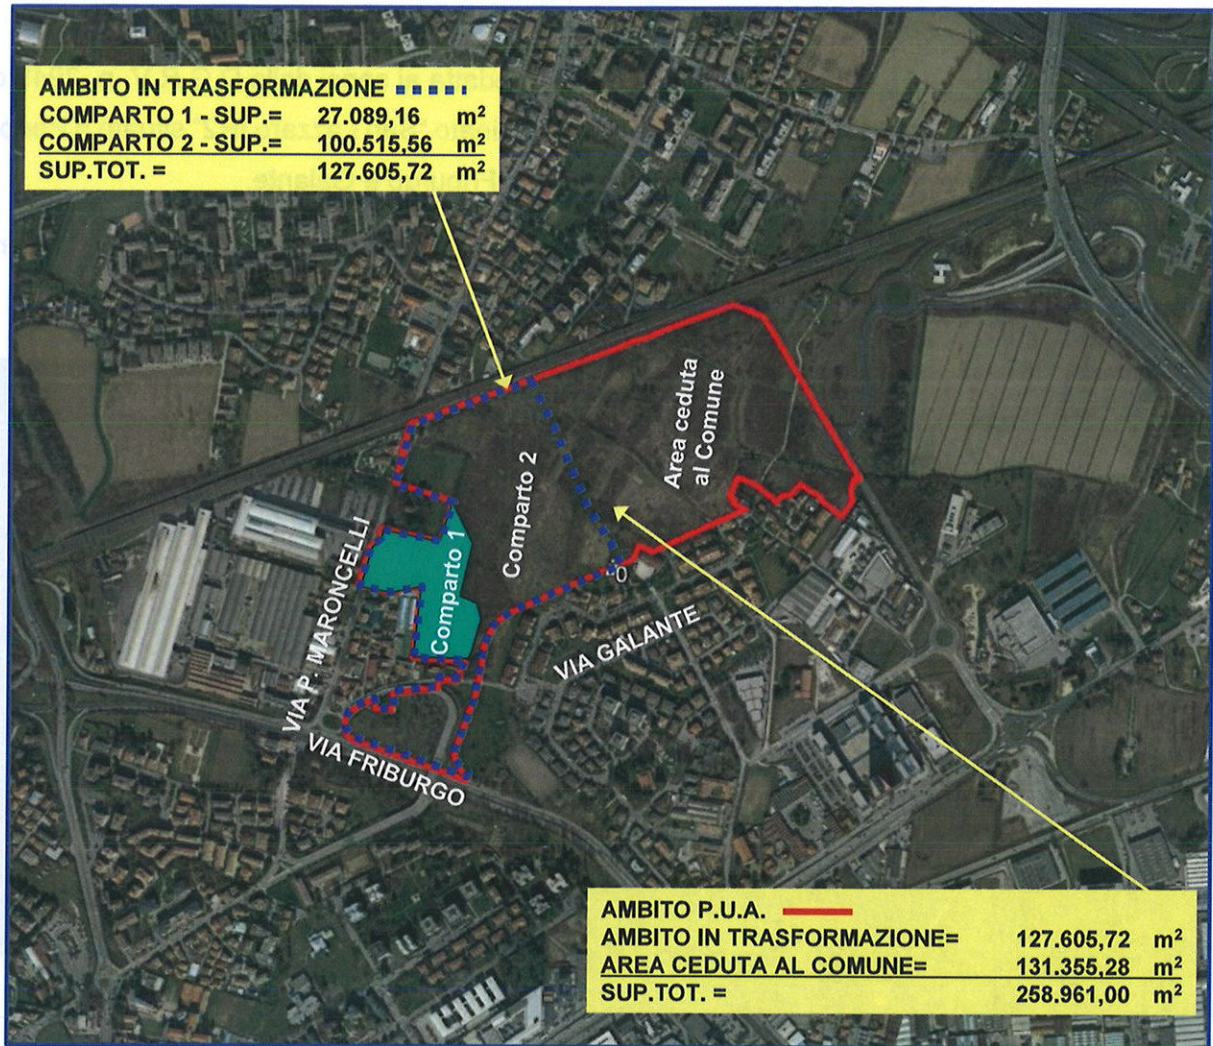 AMBITO IN TRASFORMAZIONE
COMPARTO 1 - SUP.= 27.089,16 m²
COMPARTO 2 - SUP.= 100.515,56 m²
SUP.TOT. = 127.605,72 m²
Area ceduta
al Comune
Comparto 2
Comparto 1
VIA P. MARONCELLI
VIA GALANTE
VIA FRIBURGO
AMBITO P.U.A.
AMBITO IN TRASFORMAZIONE= 127.605,72 m²
AREA CEDUTA AL COMUNE= 131.355,28 m²
SUP.TOT. = 258.961,00 m²